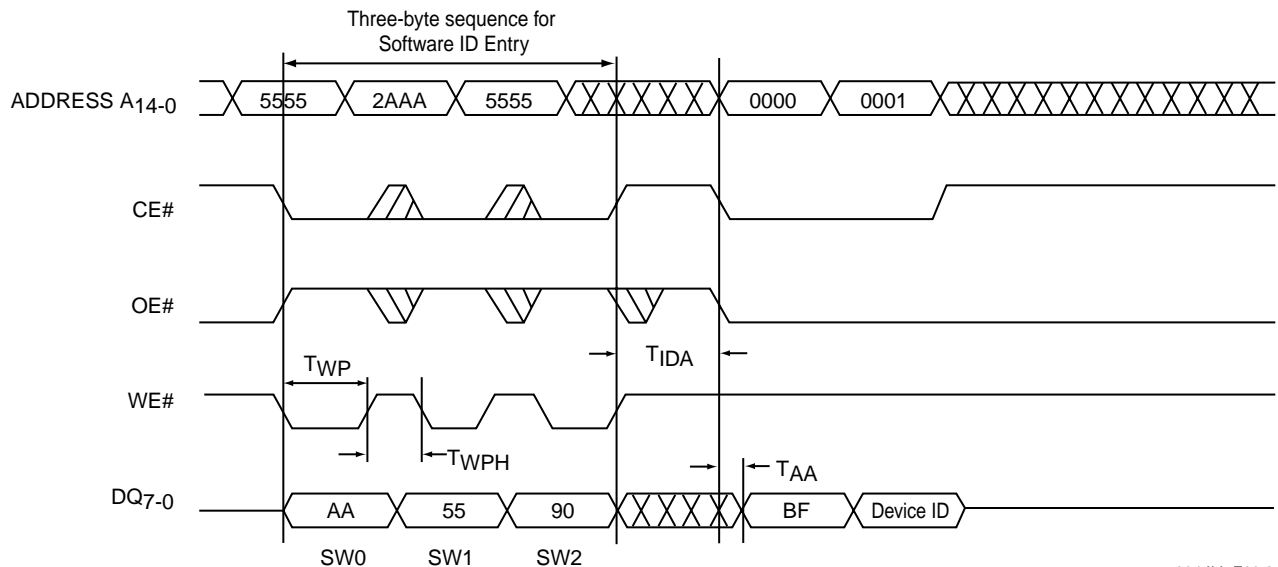 Three-byte sequence for
Software ID Entry
ADDRESS A14-0
5555 2AAA 5555 0000 0001
CE#
OE#
TIDA
TWP
WE#
TWPH
TAA
DQ7-0
AA 55 90 BF Device ID
SW0 SW1 SW2